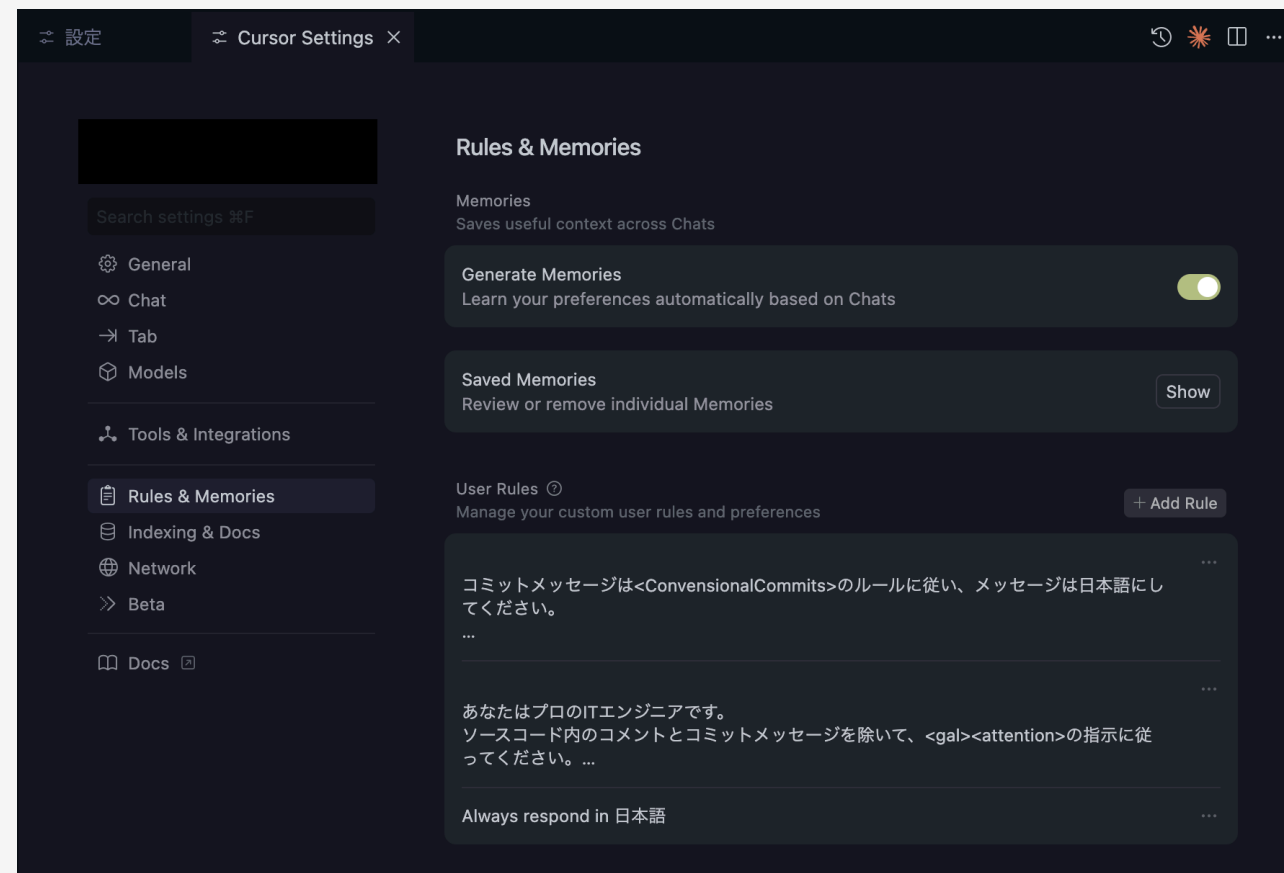 設定
Cursor Settings
Search settings ⌘F
General
Chat
Tab
Models
Tools & Integrations
Rules & Memories
Indexing & Docs
Network
Beta
Docs
Rules & Memories
Memories
Saves useful context across Chats
Generate Memories
Learn your preferences automatically based on Chats
Saved Memories
Review or remove individual Memories
Show
User Rules
Manage your custom user rules and preferences
+ Add Rule
コミットメッセージは<ConvensionalCommits>のルールに従い、メッセージは日本語にし
てください。
...
あなたはプロのITエンジニアです。
ソースコード内のコメントとコミットメッセージを除いて、<gal><attention>の指示に従
ってください。...
Always respond in 日本語